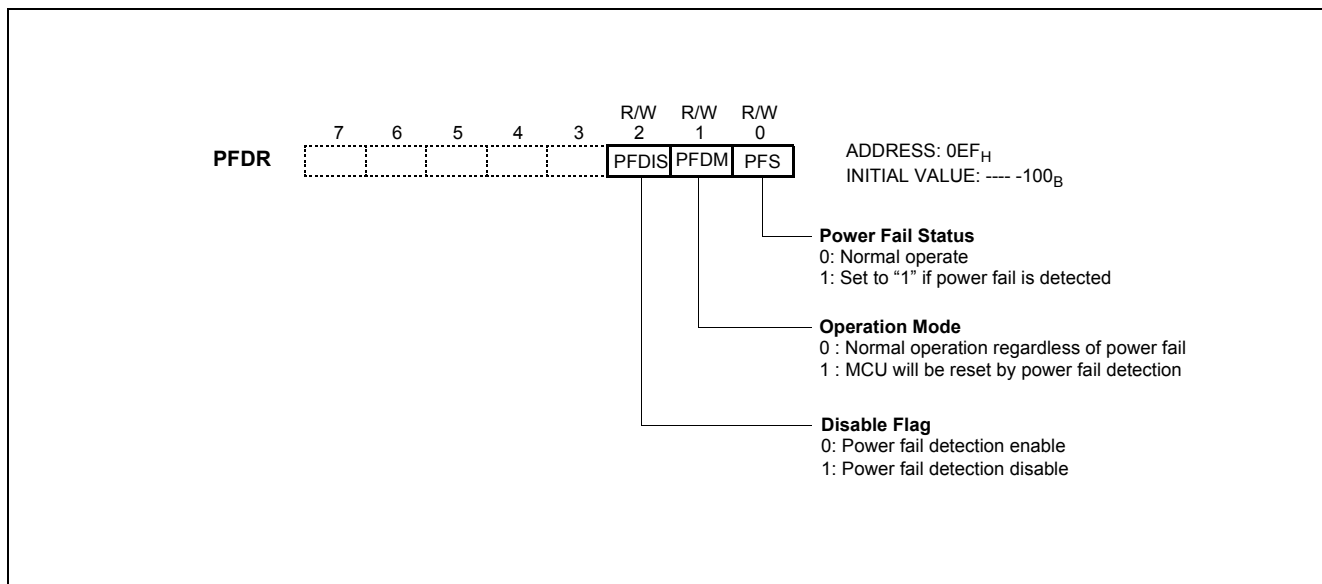 R/W R/W R/W
7 6 5 4 3 2 1 0
PFDR PFDIS PFDM PFS
ADDRESS: 0EFH
INITIAL VALUE: ---- -100B
Power Fail Status
0: Normal operate
1: Set to “1” if power fail is detected
Operation Mode
0 : Normal operation regardless of power fail
1 : MCU will be reset by power fail detection
Disable Flag
0: Power fail detection enable
1: Power fail detection disable